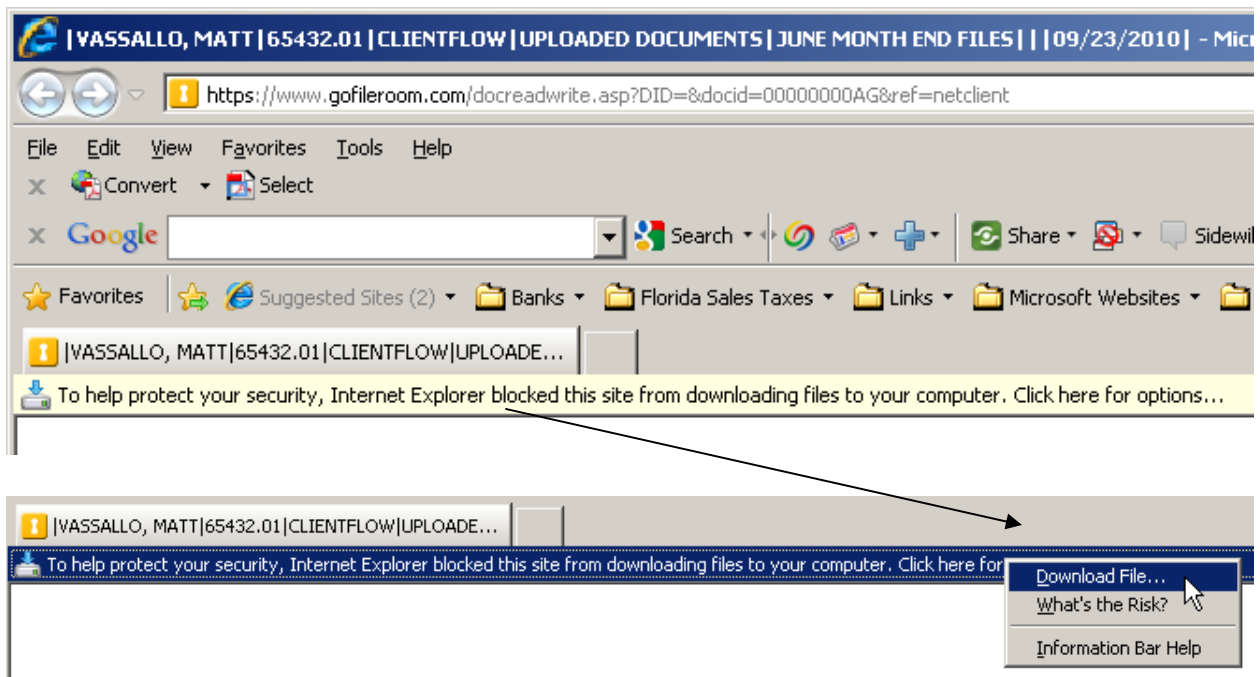 |VASSALLO, MATT|65432.01|CLIENTFLOW|UPLOADED DOCUMENTS|JUNE MONTH END FILES|||09/23/2010| - Micr
https://www.gofileroom.com/docreadwrite.asp?DID=&docid=00000000AG&ref=netclient
File Edit View Favorites Tools Help
x Convert Select
x Google Search Share Sidewil
Favorites Suggested Sites (2) Banks Florida Sales Taxes Links Microsoft Websites
|VASSALLO, MATT|65432.01|CLIENTFLOW|UPLOADE...
To help protect your security, Internet Explorer blocked this site from downloading files to your computer. Click here for options...
|VASSALLO, MATT|65432.01|CLIENTFLOW|UPLOADE...
To help protect your security, Internet Explorer blocked this site from downloading files to your computer. Click here for
Download File...
What's the Risk?
Information Bar Help